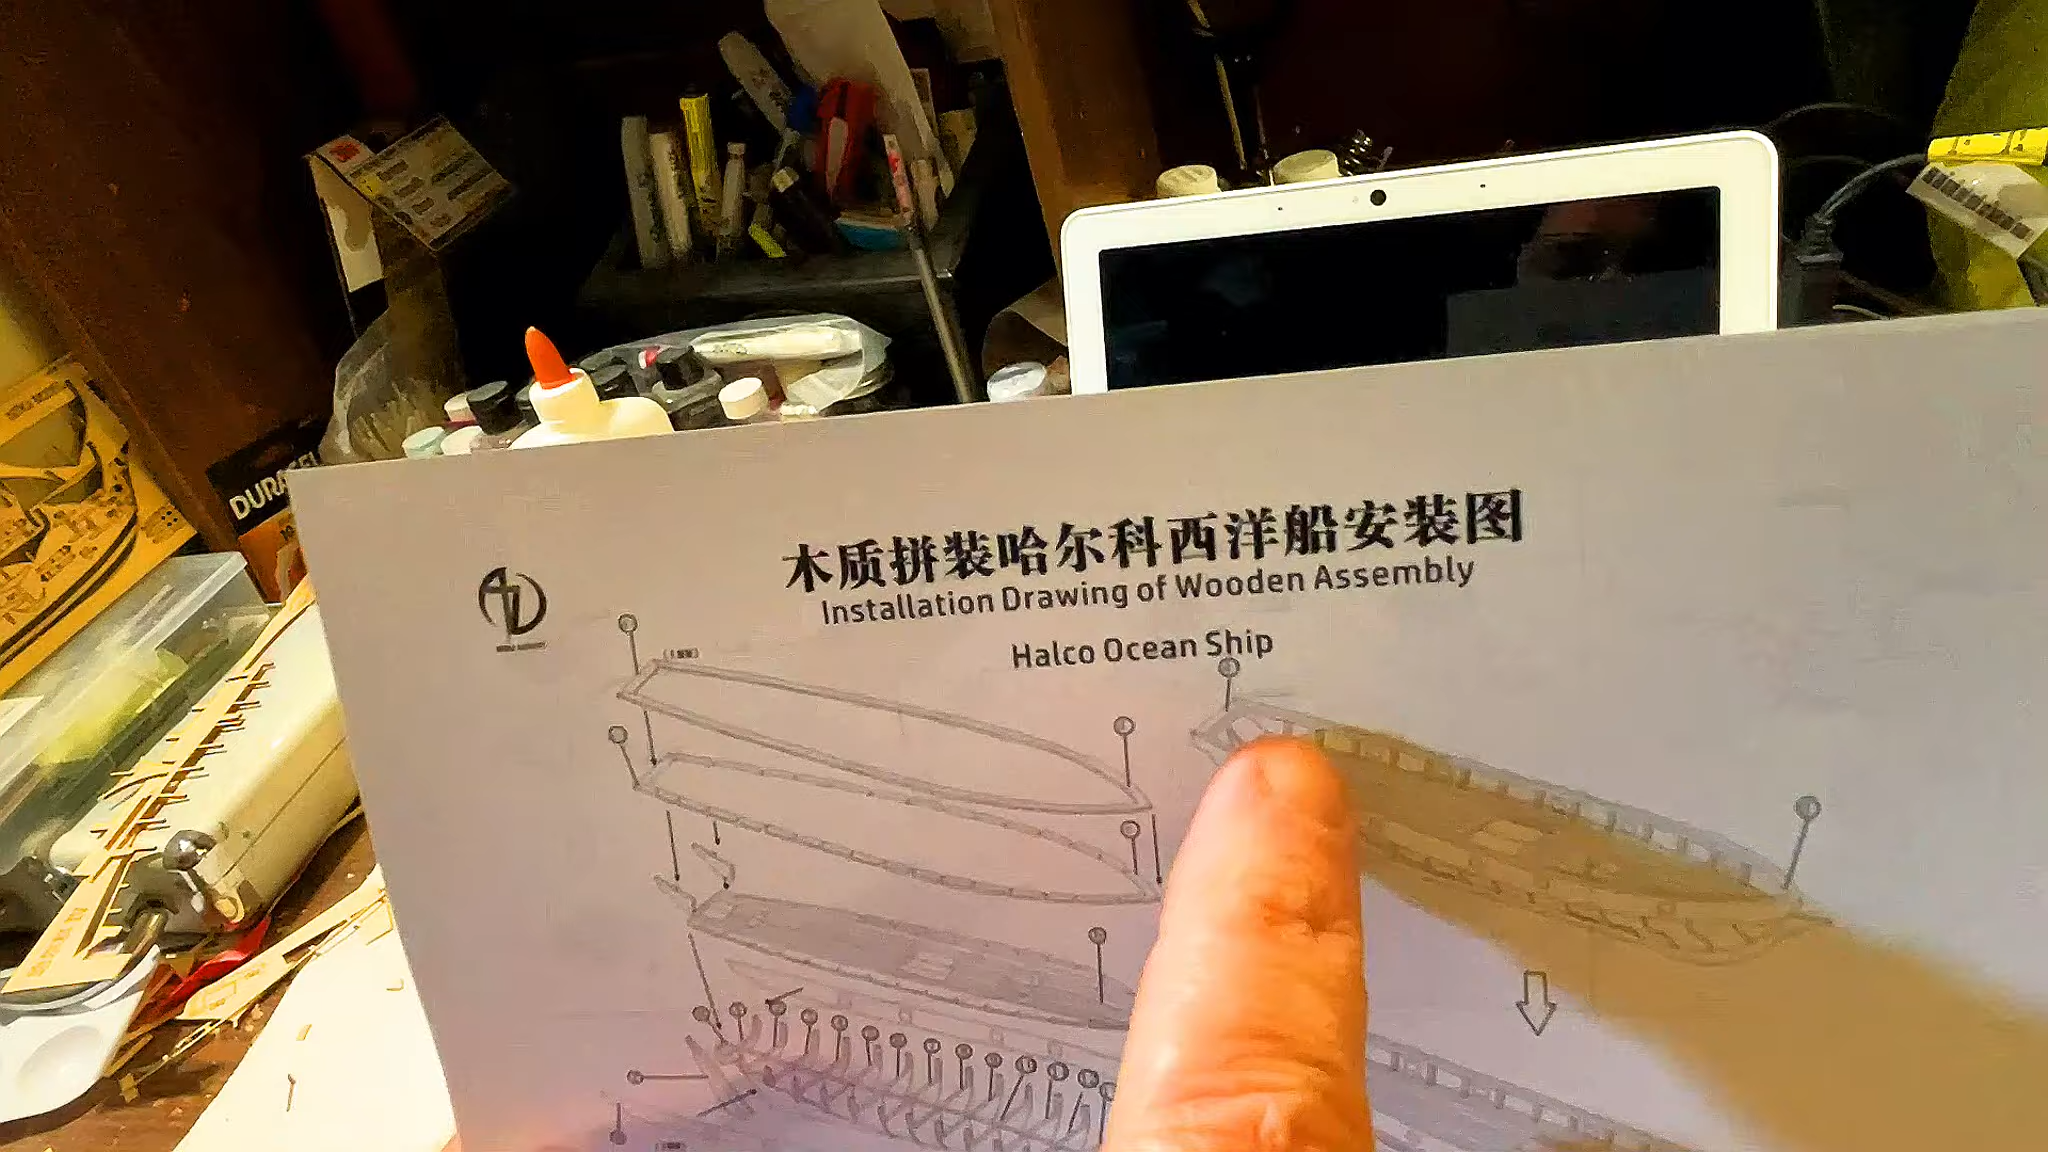 DURACEL
木质拼装哈尔科西洋船安装图
Installation Drawing of Wooden Assembly
Halco Ocean Ship